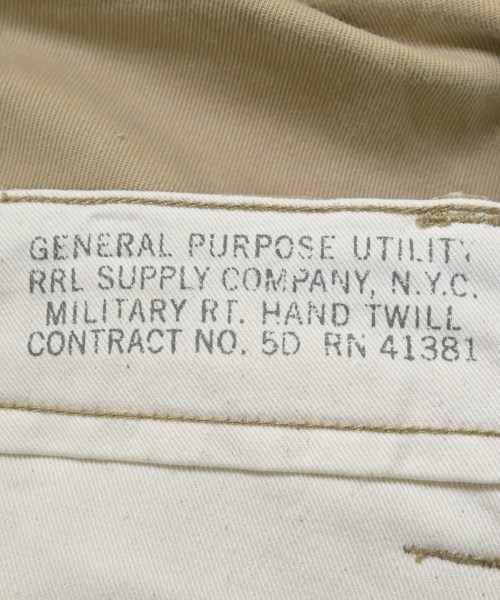 GENERAL PURPOSE UTILITY
RRL SUPPLY COMPANY, N.Y.C.
MILITARY RT. HAND TWILL
CONTRACT NO. 5D RN 41381